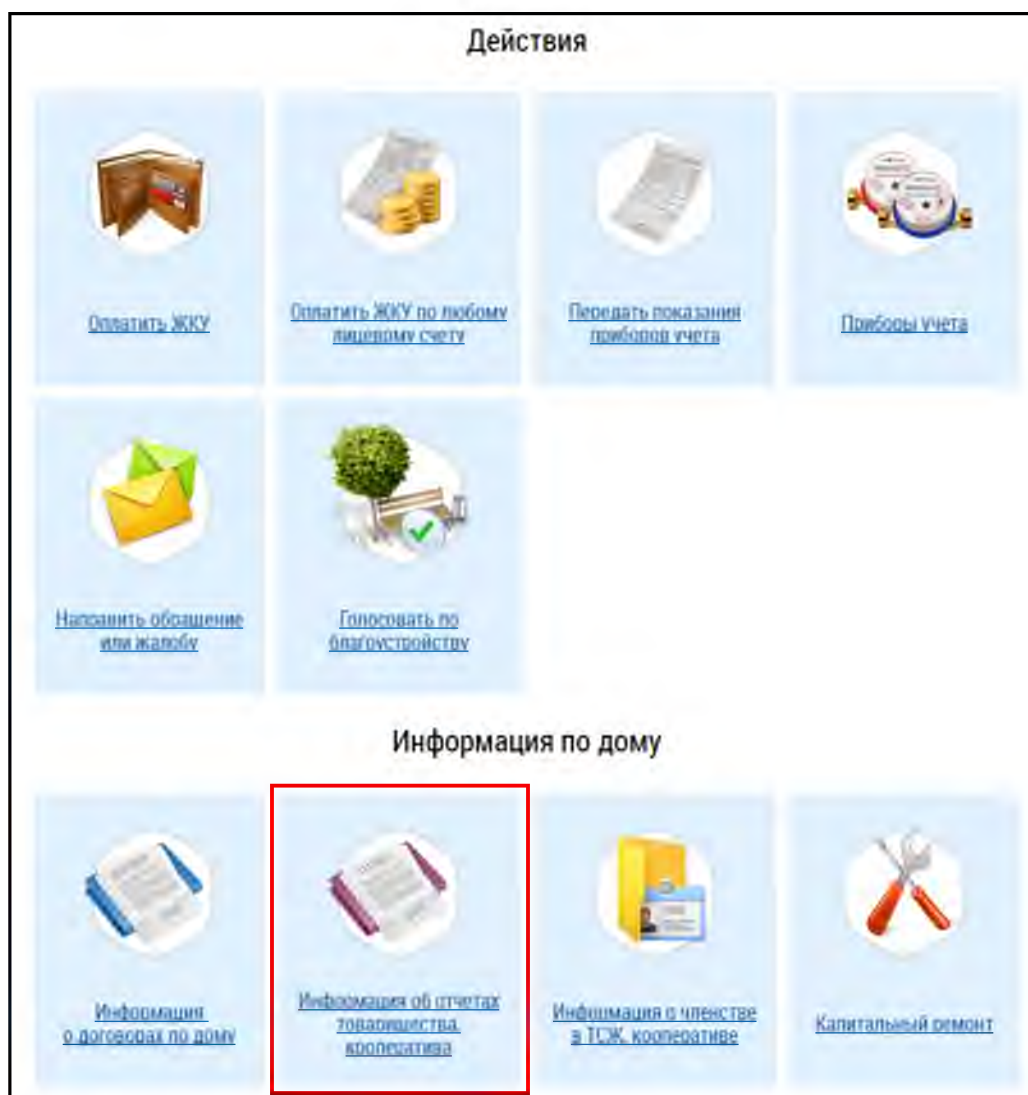 Действия
Оплатить ЖКУ
Оплатить ЖКУ по любому
лицевому счету
Передать показания
приборов учета
Приборы учета
Направить обращение
или жалобу
Голосовать по
благоустройству
Информация по дому
Информация
о договорах по дому
Информация об отчетах
товарищества,
кооператива
Информация о членстве
в ТСЖ, кооперативе
Капитальный ремонт